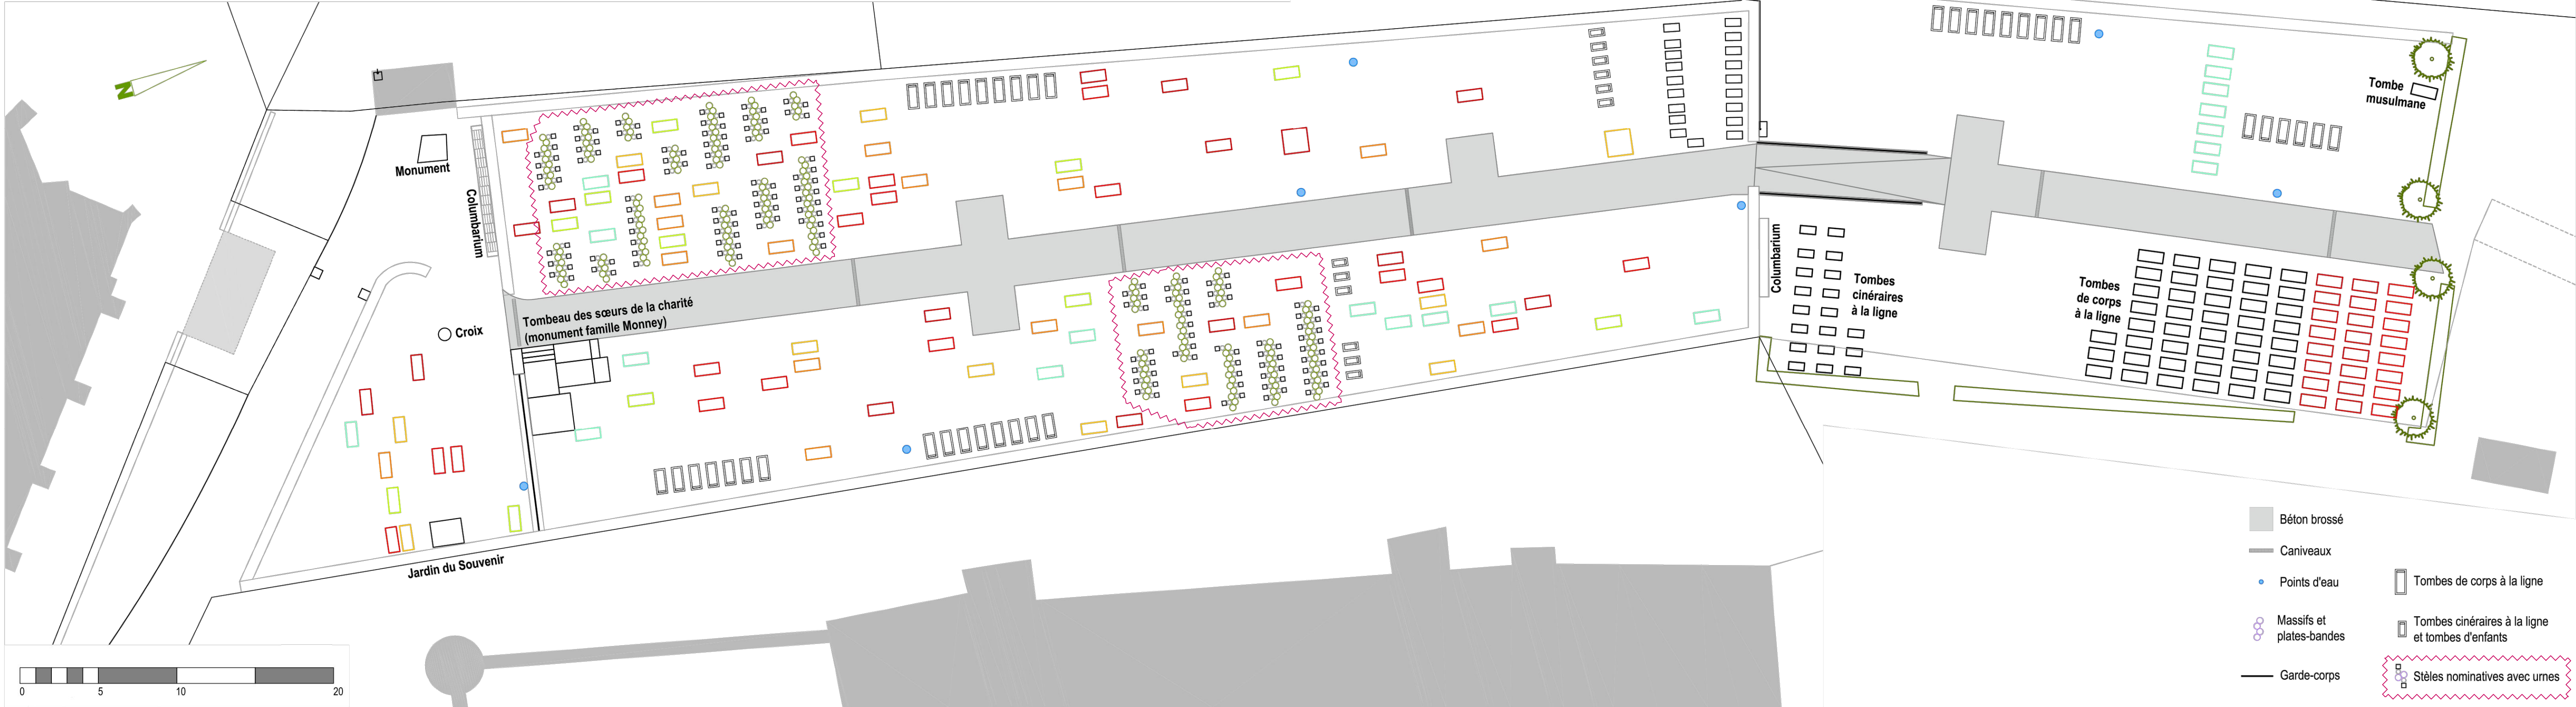 N
Monument
Columbarium
Croix
Tombeau des sœurs de la charité
(monument famille Monney)
Jardin du Souvenir
Columbarium
Tombes
cinéraires
à la ligne
Tombes
de corps
à la ligne
Tombe
musulmane
Béton brossé
Caniveaux
Points d'eau
Massifs et
plates-bandes
Garde-corps
Tombes de corps à la ligne
Tombes cinéraires à la ligne
et tombes d'enfants
Stèles nominatives avec urnes
0 5 10 20